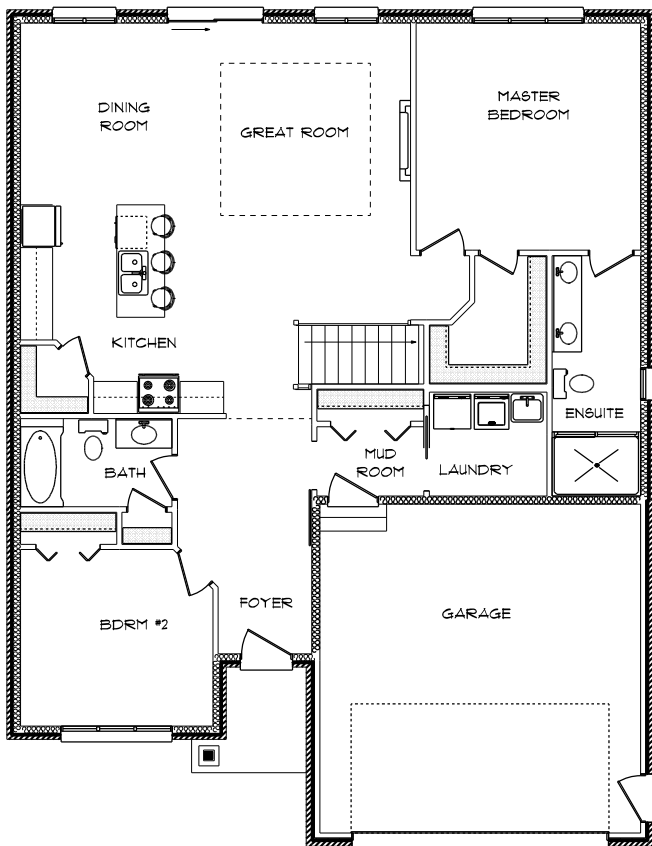 DINING
ROOM
GREAT ROOM
MASTER
BEDROOM
KITCHEN
ENSUITE
BATH
MUD
ROOM
LAUNDRY
FOYER
BDRM #2
GARAGE